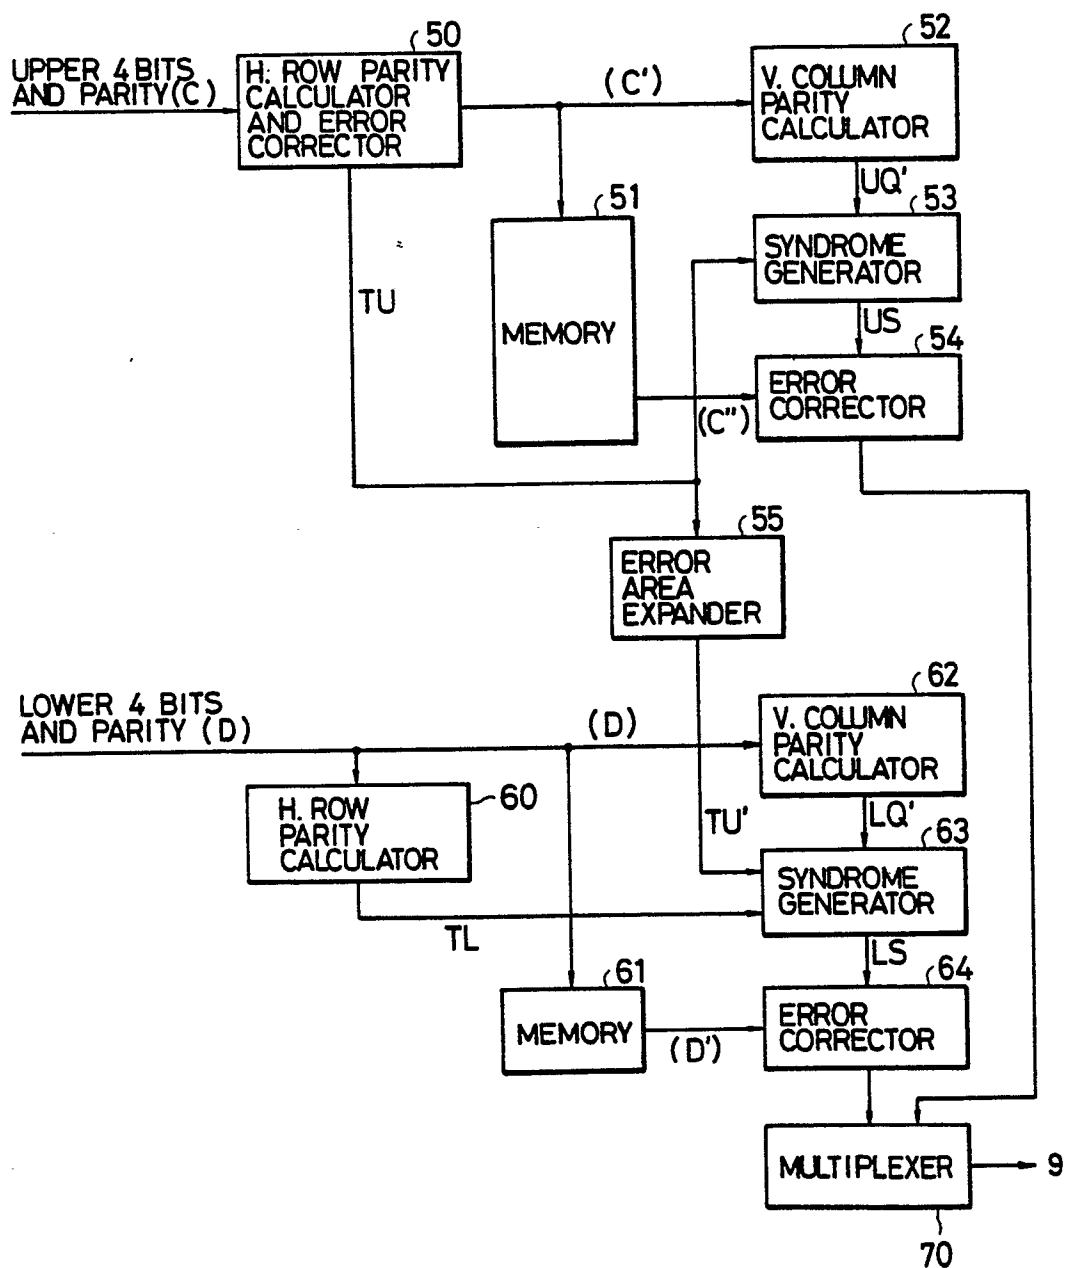 50
UPPER 4 BITS
AND PARITY (C)
H. ROW PARITY
CALCULATOR
AND ERROR
CORRECTOR
(C')
52
V. COLUMN
PARITY
CALCULATOR
UQ'
51
MEMORY
53
SYNDROME
GENERATOR
TU
US
54
ERROR
CORRECTOR
(C")
55
ERROR
AREA
EXPANDER
LOWER 4 BITS
AND PARITY (D)
(D)
62
V. COLUMN
PARITY
CALCULATOR
60
H. ROW
PARITY
CALCULATOR
TU'
LQ'
63
SYNDROME
GENERATOR
TL
LS
61
MEMORY
(D')
64
ERROR
CORRECTOR
MULTIPLEXER
9
70